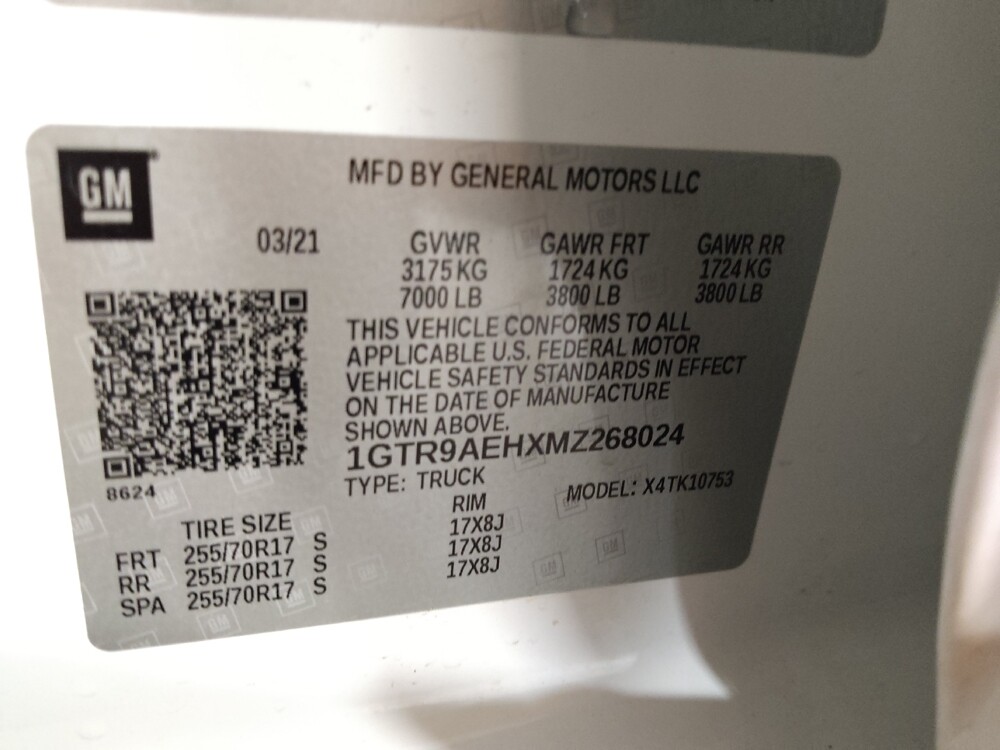 GM
MFD BY GENERAL MOTORS LLC
03/21
GVWR GAWR FRT GAWR RR
3175 KG 1724 KG 1724 KG
7000 LB 3800 LB 3800 LB
THIS VEHICLE CONFORMS TO ALL
APPLICABLE U.S. FEDERAL MOTOR
VEHICLE SAFETY STANDARDS IN EFFECT
ON THE DATE OF MANUFACTURE
SHOWN ABOVE.
1GTR9AEHXMZ268024
8624
TYPE: TRUCK MODEL: X4TK10753
TIRE SIZE RIM
FRT 255/70R17 S 17X8J
RR 255/70R17 S 17X8J
SPA 255/70R17 S 17X8J